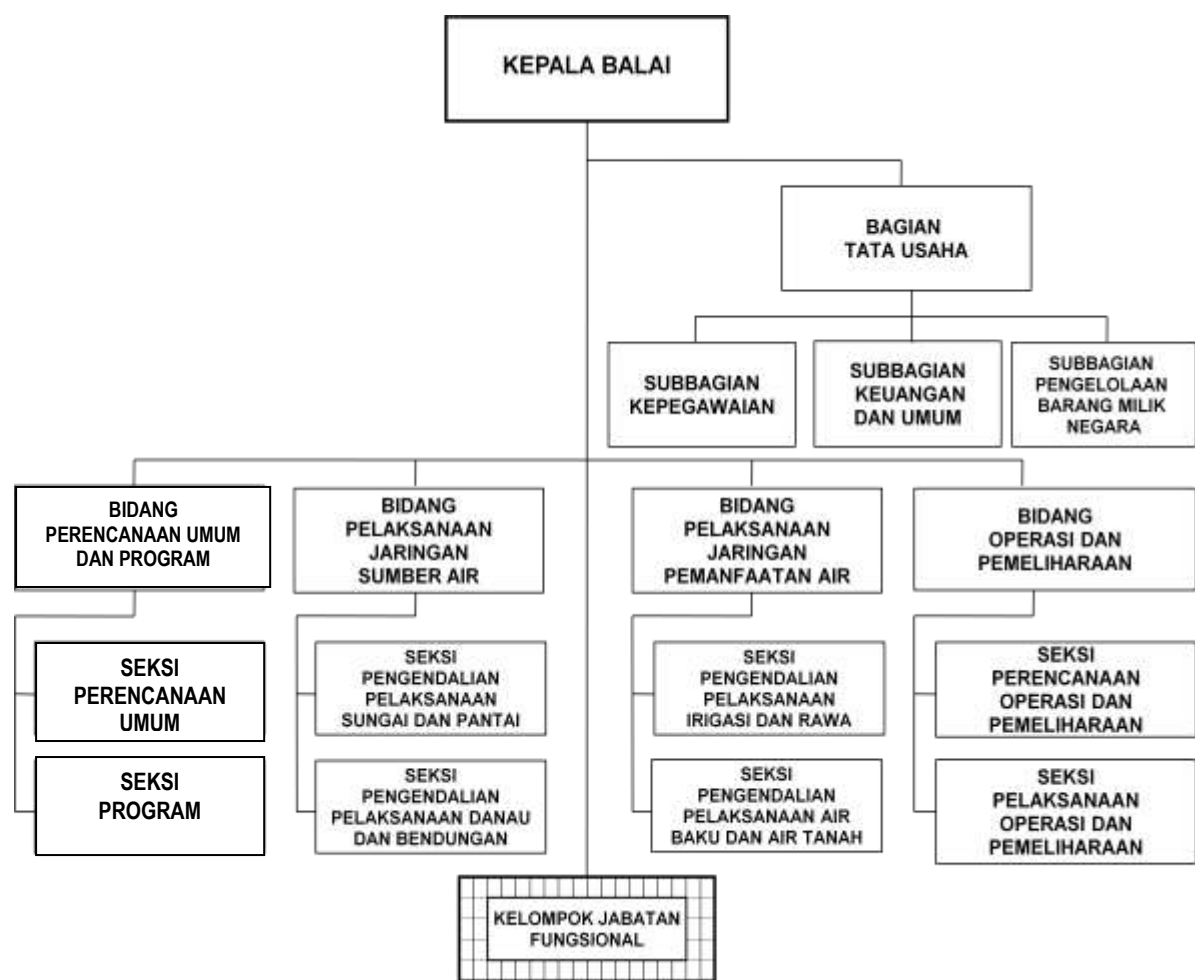 KEPALA BALAI
BAGIAN
TATA USAHA
SUBBAGIAN
KEPEGAWAIAN
SUBBAGIAN
KEUANGAN
DAN UMUM
SUBBAGIAN
PENGELOLAAN
BARANG MILIK
NEGARA
BIDANG
PERENCANAAN UMUM
DAN PROGRAM
BIDANG
PELAKSANAAN
JARINGAN
SUMBER AIR
BIDANG
PELAKSANAAN
JARINGAN
PEMANFAATAN AIR
BIDANG
OPERASI DAN
PEMELIHARAAN
SEKSI
PERENCANAAN
UMUM
SEKSI
PENGENDALIAN
PELAKSANAAN
SUNGAI DAN PANTAI
SEKSI
PENGENDALIAN
PELAKSANAAN
IRIGASI DAN RAWA
SEKSI
PERENCANAAN
OPERASI DAN
PEMELIHARAAN
SEKSI
PROGRAM
SEKSI
PENGENDALIAN
PELAKSANAAN DANAU
DAN BENDUNGAN
SEKSI
PENGENDALIAN
PELAKSANAAN AIR
BAKU DAN AIR TANAH
SEKSI
PELAKSANAAN
OPERASI DAN
PEMELIHARAAN
KELOMPOK JABATAN
FUNGSIONAL